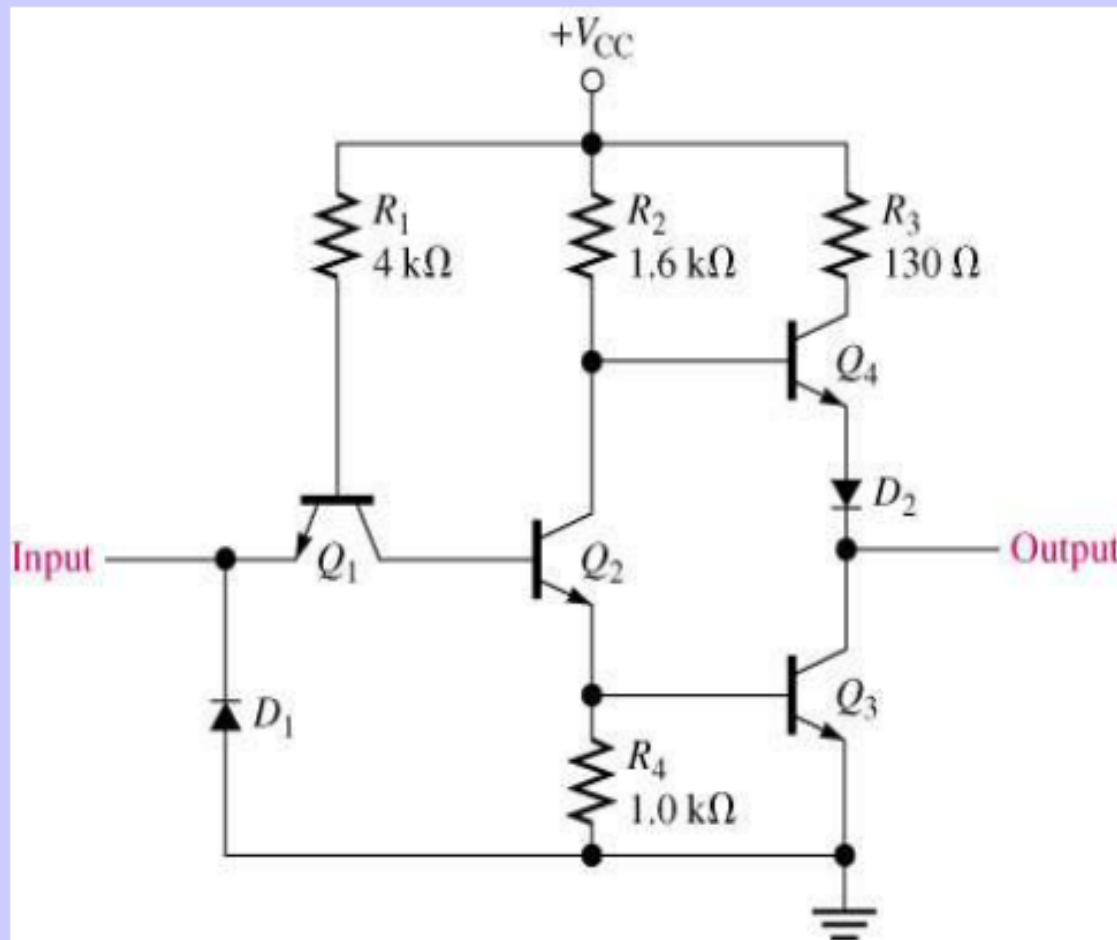 +V_CC
R₁
4 kΩ
R₂
1.6 kΩ
R₃
130 Ω
Q₄
D₂
Input
Q₁
Q₂
Output
D₁
Q₃
R₄
1.0 kΩ